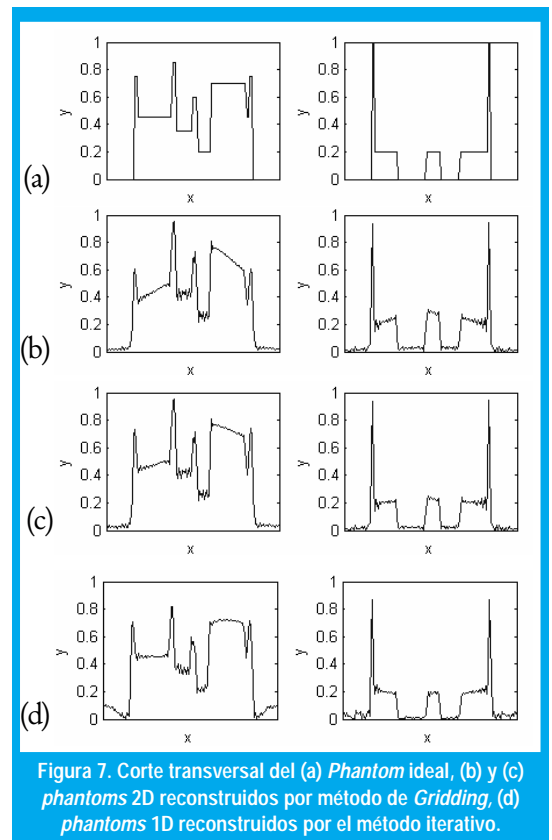 1
0.8
0.6
0.4
0.2
0
y
x
1
0.8
0.6
0.4
0.2
0
y
x
(a)
1
0.8
0.6
0.4
0.2
0
y
x
1
0.8
0.6
0.4
0.2
0
y
x
(b)
1
0.8
0.6
0.4
0.2
0
y
x
1
0.8
0.6
0.4
0.2
0
y
x
(c)
1
0.8
0.6
0.4
0.2
0
y
x
1
0.8
0.6
0.4
0.2
0
y
x
(d)
Figura 7. Corte transversal del (a) Phantom ideal, (b) y (c)
phantoms 2D reconstruidos por método de Gridding, (d)
phantoms 1D reconstruidos por el método iterativo.